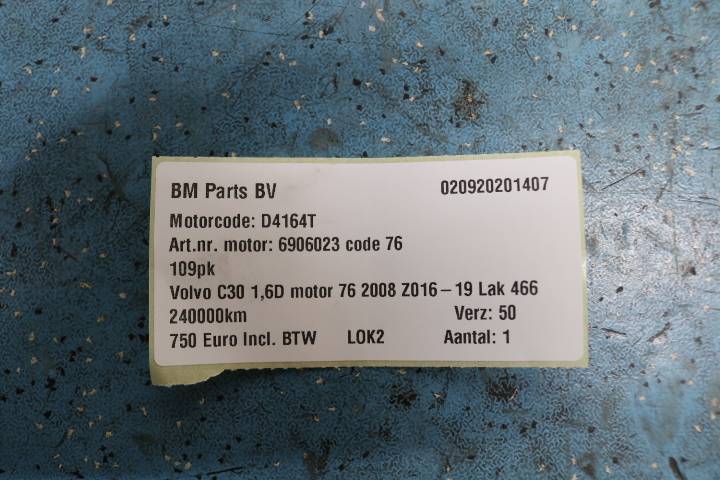 BM Parts BV 020920201407
Motorcode: D4164T
Art.nr. motor: 6906023 code 76
109pk
Volvo C30 1,6D motor 76 2008 Z016 – 19 Lak 466
240000km Verz: 50
750 Euro Incl. BTW LOK2 Aantal: 1